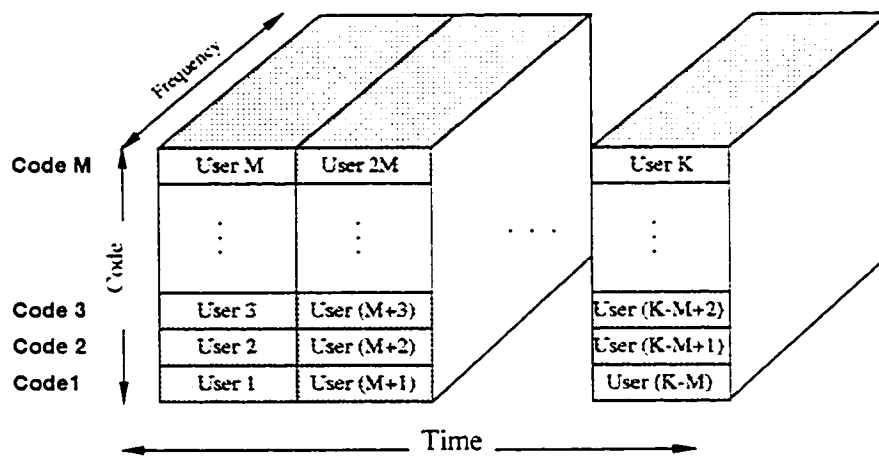 Frequency
Code M User M User 2M User K
Code
Code 3 User 3 User (M+3) User (K-M+2)
Code 2 User 2 User (M+2) User (K-M+1)
Code1 User 1 User (M+1) User (K-M)
Time